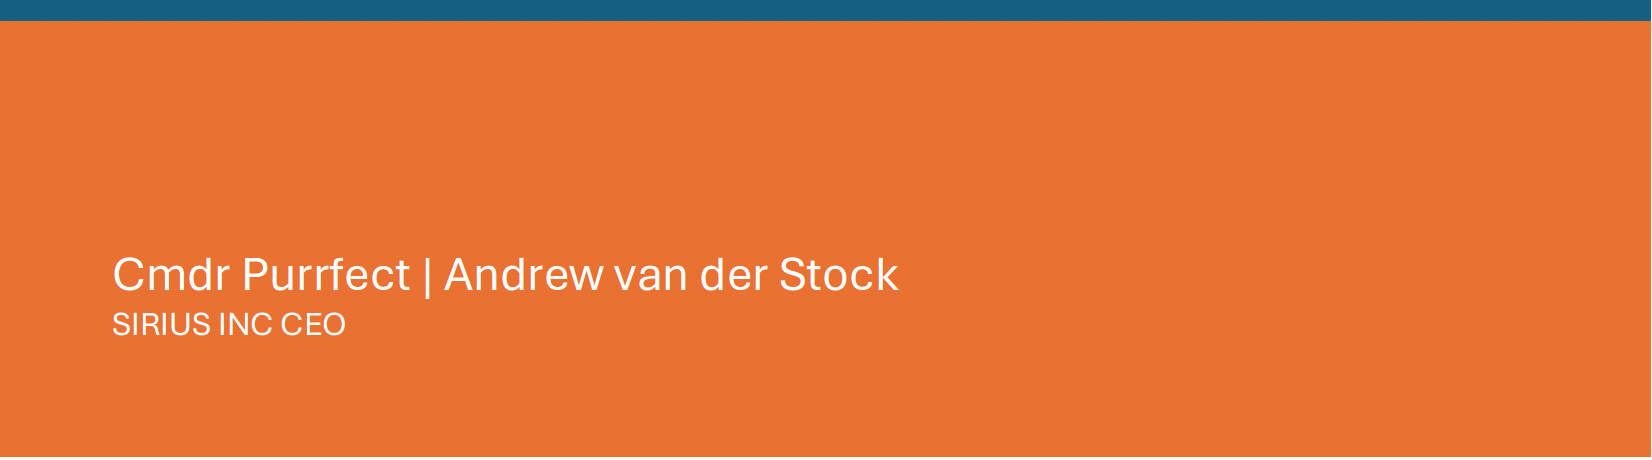 Cmdr Purrfect | Andrew van der Stock
SIRIUS INC CEO